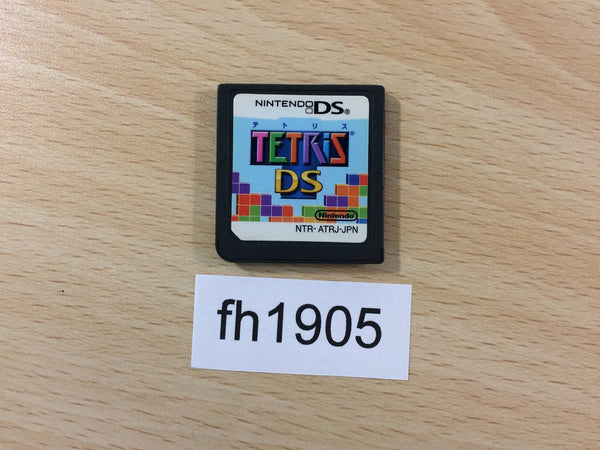 NINTENDO DS®
テトリス
TETRIS®
DS
Nintendo
NTR-ATRJ-JPN
fh1905